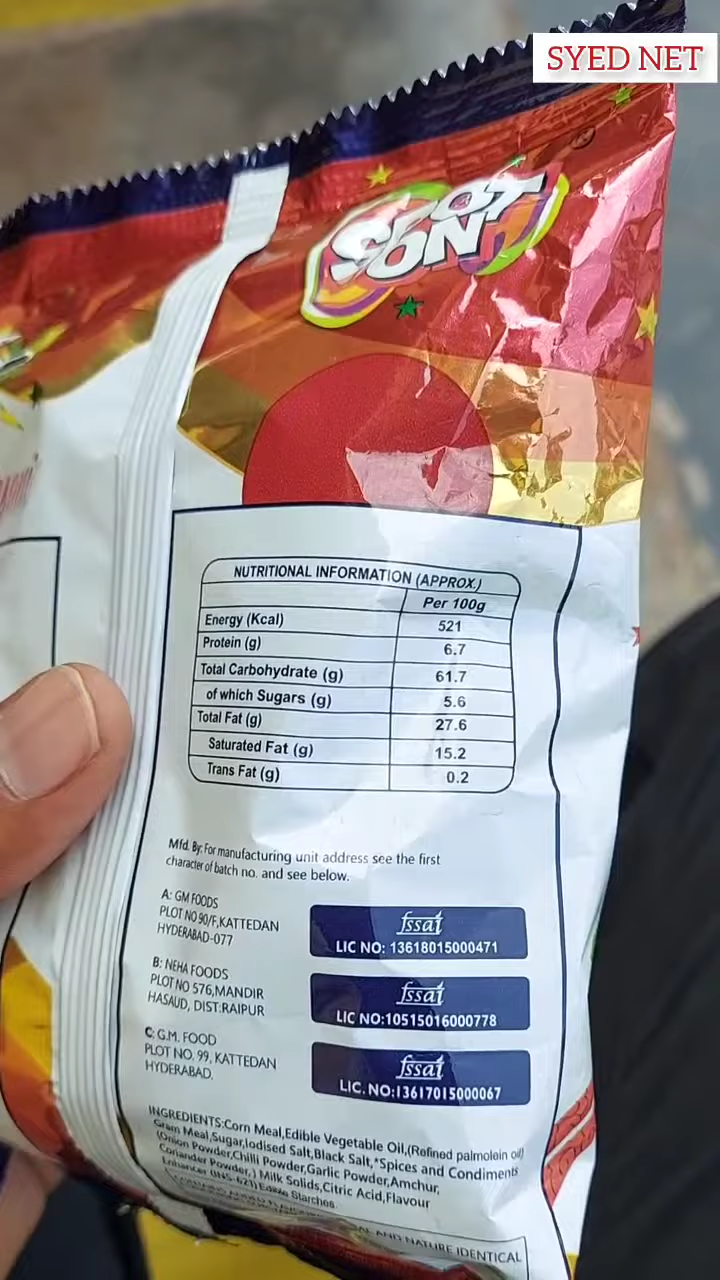 SYED NET
SPOT
SON
NUTRITIONAL INFORMATION (APPROX.)
Per 100g
Energy (Kcal) 521
Protein (g) 6.7
Total Carbohydrate (g) 61.7
of which Sugars (g) 5.6
Total Fat (g) 27.6
Saturated Fat (g) 15.2
Trans Fat (g) 0.2
Mfd. By: For manufacturing unit address see the first
character of batch no. and see below.
A: GM FOODS
PLOT NO 90/F,KATTEDAN
HYDERABAD-077
fssai
LIC NO: 13618015000471
B: NEHA FOODS
PLOT NO 576,MANDIR
HASAUD, DIST:RAIPUR
fssai
LIC NO:10515016000778
C: G.M. FOOD
PLOT NO. 99, KATTEDAN
HYDERABAD.
fssai
LIC. NO:13617015000067
INGREDIENTS:Corn Meal,Edible Vegetable Oil,(Refined palmolein oil)
Gram Meal,Sugar,Iodised Salt,Black Salt,*Spices and Condiments
(Onion Powder,Chilli Powder,Garlic Powder,Amchur,
Coriander Powder,) Milk Solids,Citric Acid,Flavour
Enhancer (INS-621) Edible Starches.
CONTAINS ADDED AND NATURE IDENTICAL